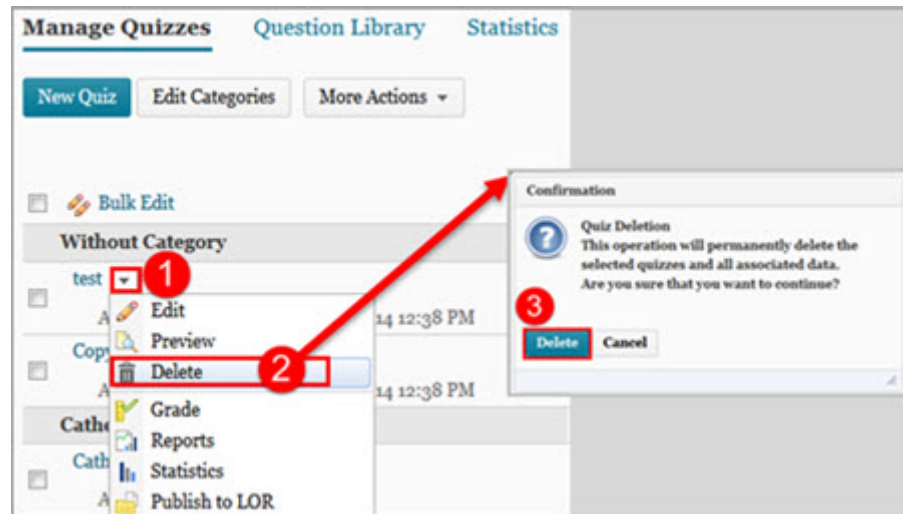 Manage Quizzes Question Library Statistics
New Quiz Edit Categories More Actions
Bulk Edit
Without Category
test
1
A
Edit
14 12:38 PM
Preview
Cop
Delete
2
A
14 12:38 PM
Grade
Cathe
Reports
Cath
Statistics
A
Publish to LOR
Confirmation
Quiz Deletion
This operation will permanently delete the
selected quizzes and all associated data.
Are you sure that you want to continue?
3
Delete Cancel